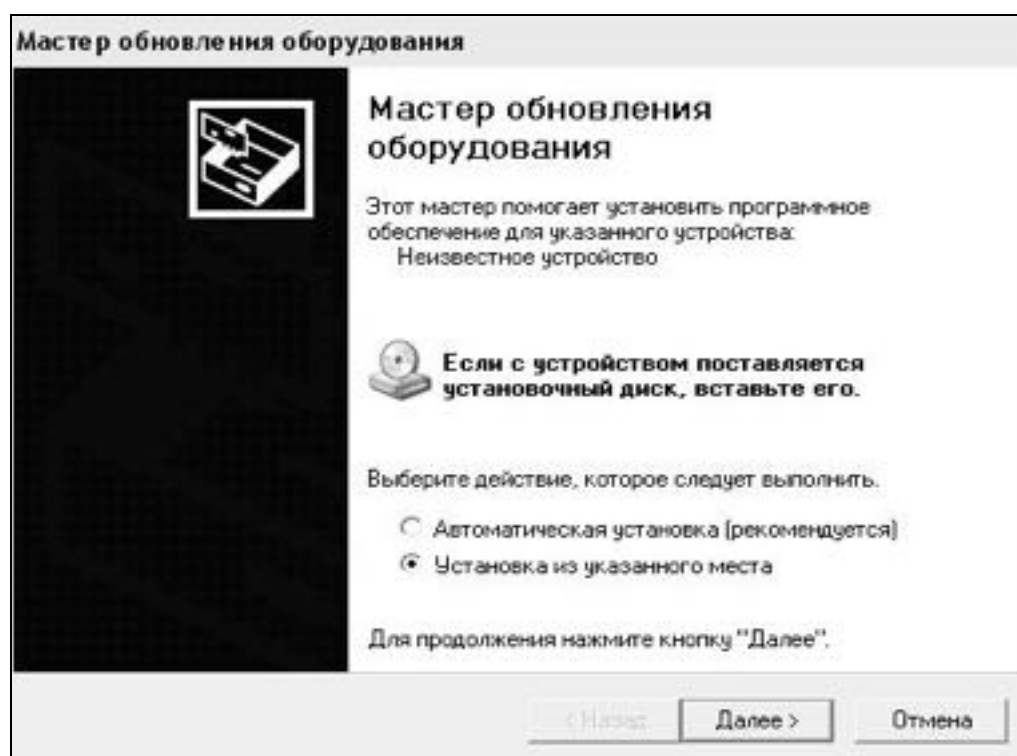 Мастер обновления оборудования
Мастер обновления
оборудования
Этот мастер помогает установить программное
обеспечение для указанного устройства:
Неизвестное устройство
Если с устройством поставляется
установочный диск, вставьте его.
Выберите действие, которое следует выполнить.
Автоматическая установка (рекомендуется)
Установка из указанного места
Для продолжения нажмите кнопку "Далее".
< Назад Далее > Отмена